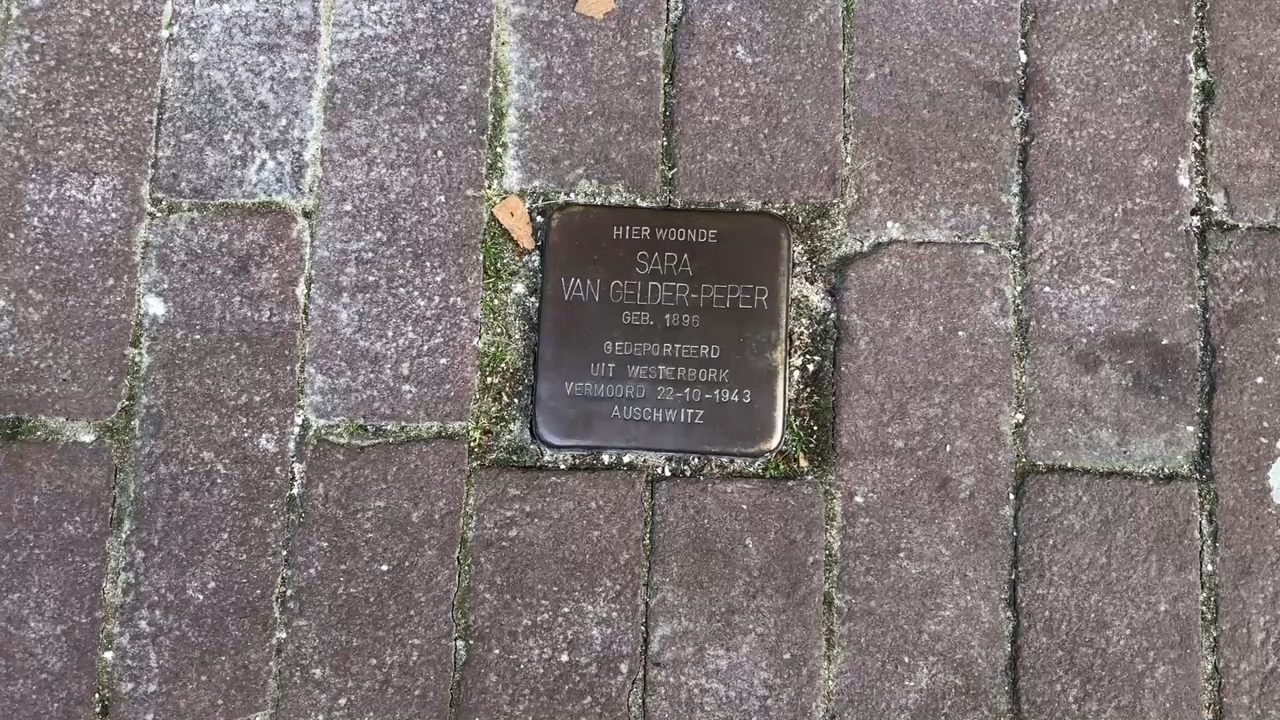 HIER WOONDE
SARA
VAN GELDER-PEPER
GEB. 1896
GEDEPORTEERD
UIT WESTERBORK
VERMOORD 22-10-1943
AUSCHWITZ